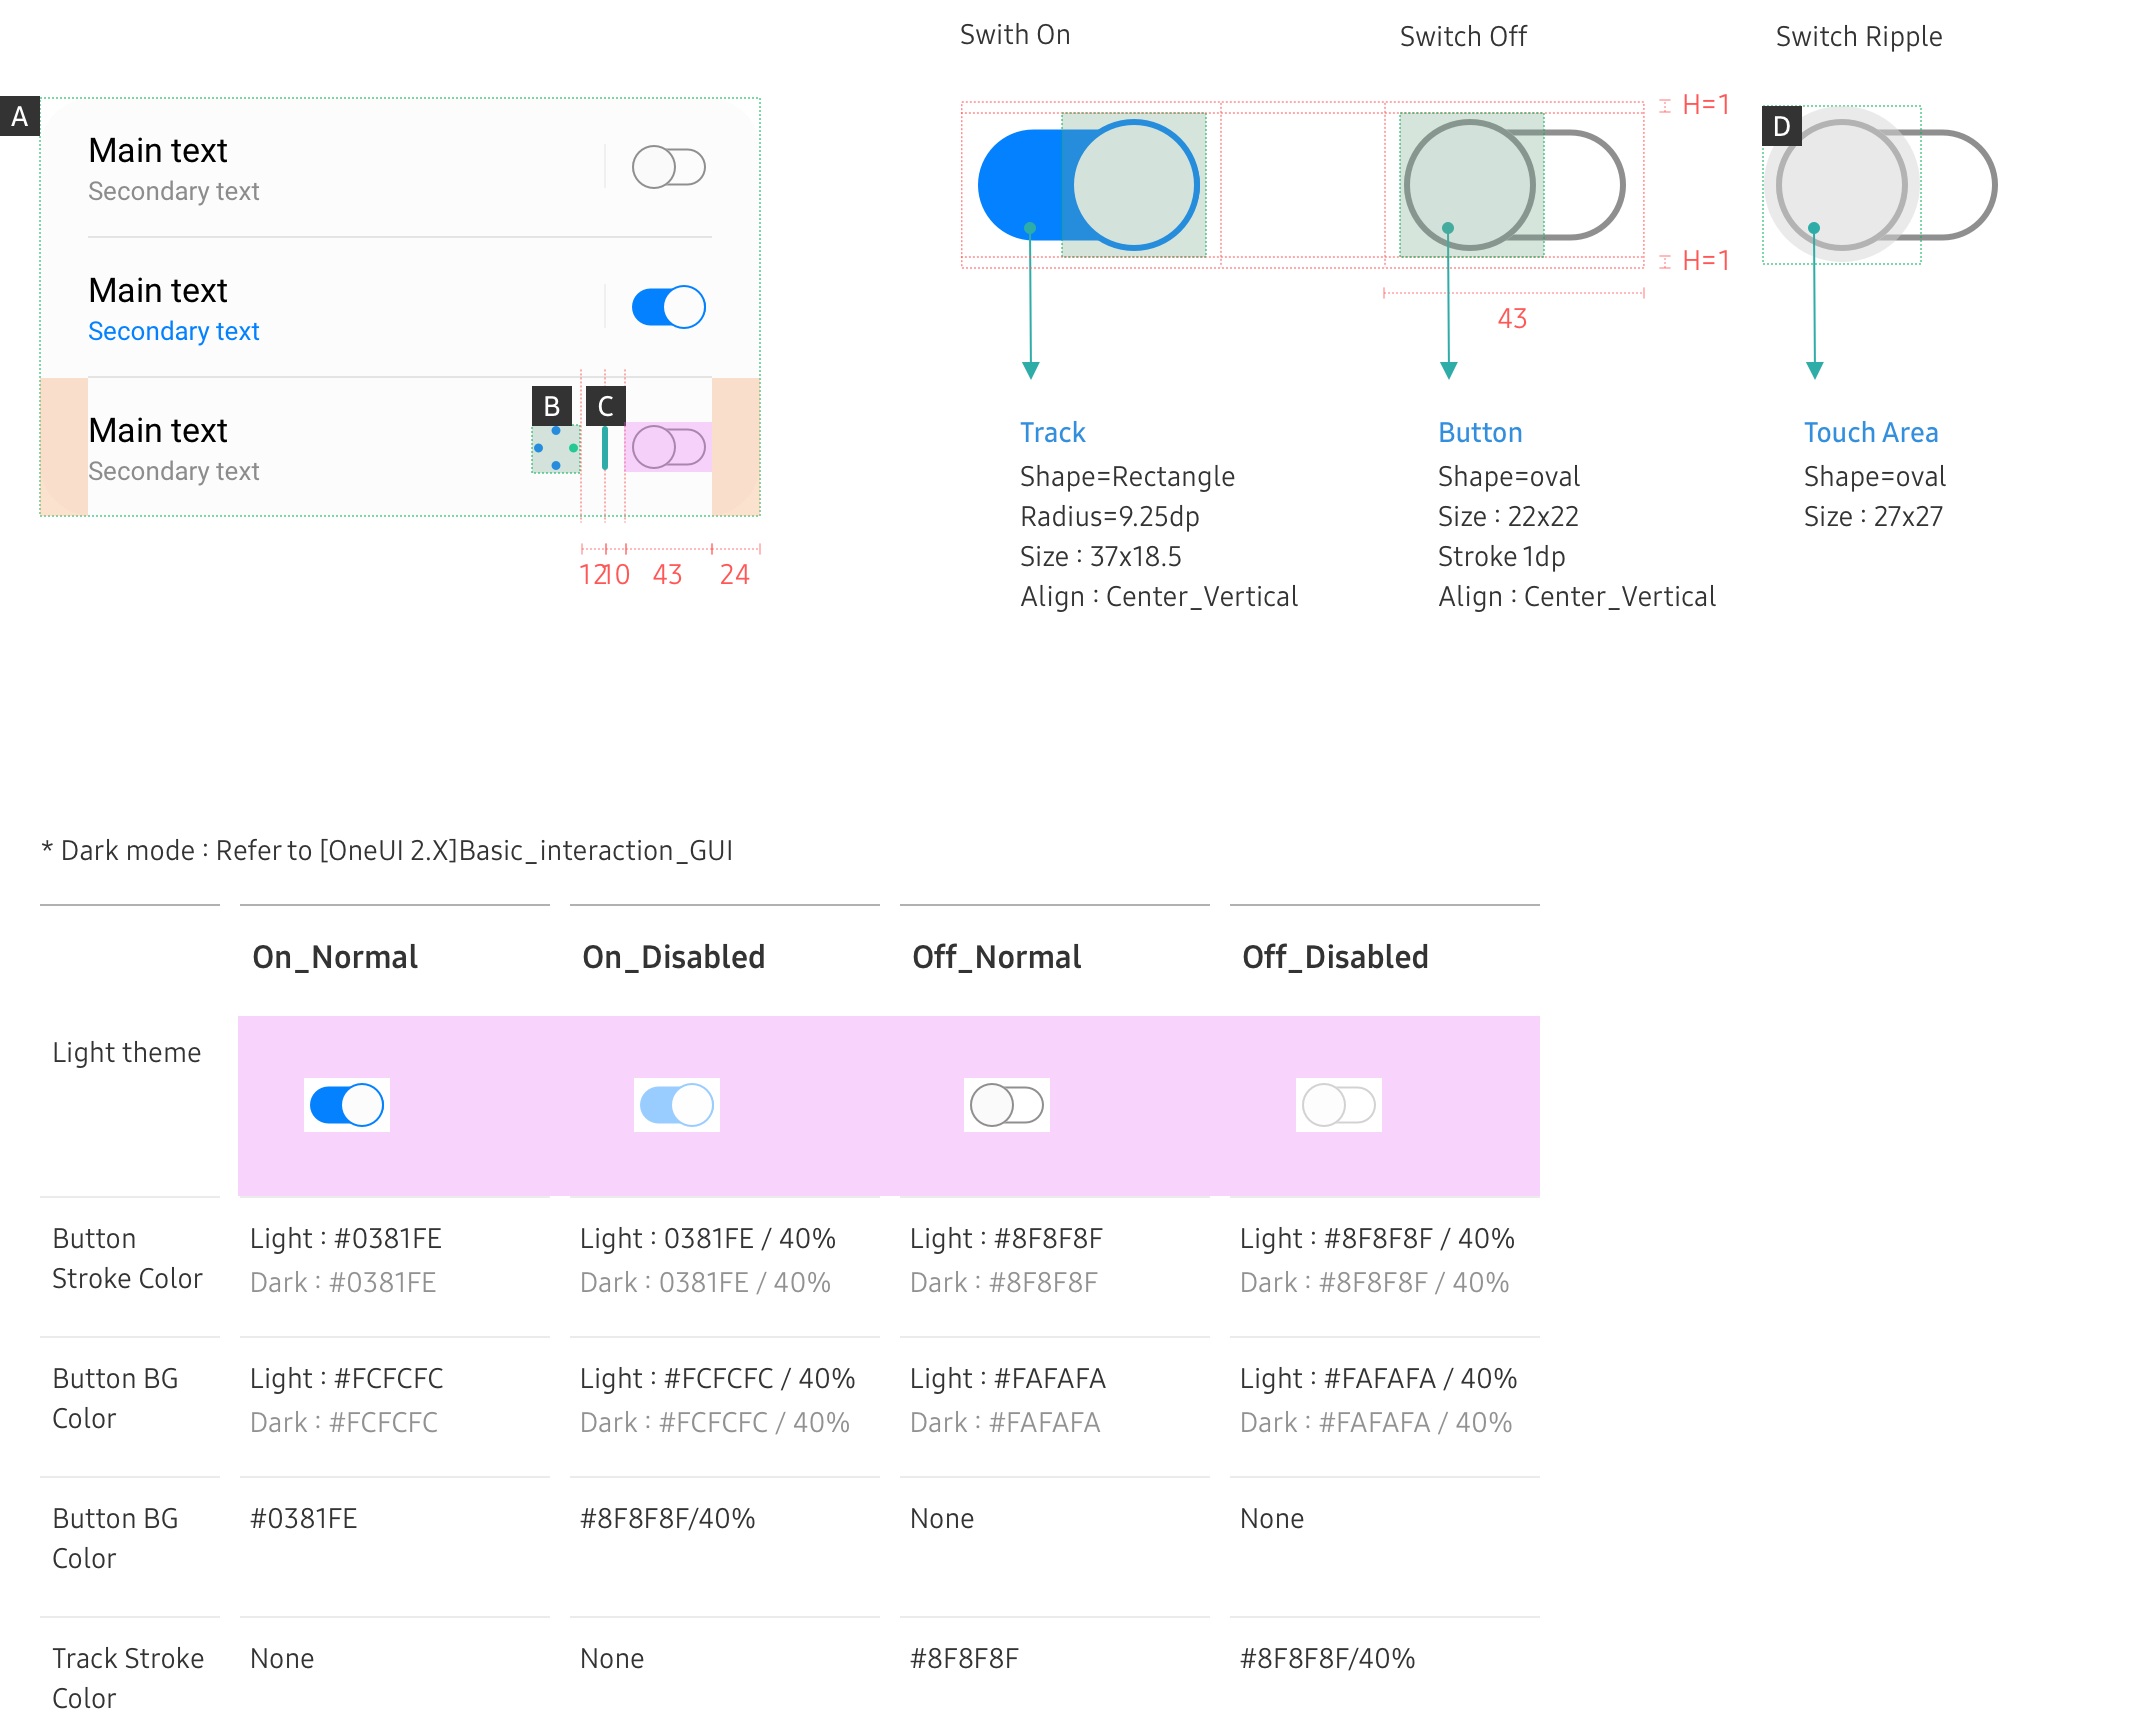 Swith On
Switch Off
Switch Ripple
A
H=1
D
Main text
Secondary text
Main text
Secondary text
H=1
43
B
C
Main text
Secondary text
12
10
43
24
Track
Shape=Rectangle
Radius=9.25dp
Size : 37x18.5
Align : Center_Vertical
Button
Shape=oval
Size : 22x22
Stroke 1dp
Align : Center_Vertical
Touch Area
Shape=oval
Size : 27x27
* Dark mode : Refer to [OneUI 2.X]Basic_interaction_GUI
On_Normal
On_Disabled
Off_Normal
Off_Disabled
Light theme
Button
Stroke Color
Light : #0381FE
Dark : #0381FE
Light : 0381FE / 40%
Dark : 0381FE / 40%
Light : #8F8F8F
Dark : #8F8F8F
Light : #8F8F8F / 40%
Dark : #8F8F8F / 40%
Button BG
Color
Light : #FCFCFC
Dark : #FCFCFC
Light : #FCFCFC / 40%
Dark : #FCFCFC / 40%
Light : #FAFAFA
Dark : #FAFAFA
Light : #FAFAFA / 40%
Dark : #FAFAFA / 40%
Button BG
Color
#0381FE
#8F8F8F/40%
None
None
Track Stroke
Color
None
None
#8F8F8F
#8F8F8F/40%